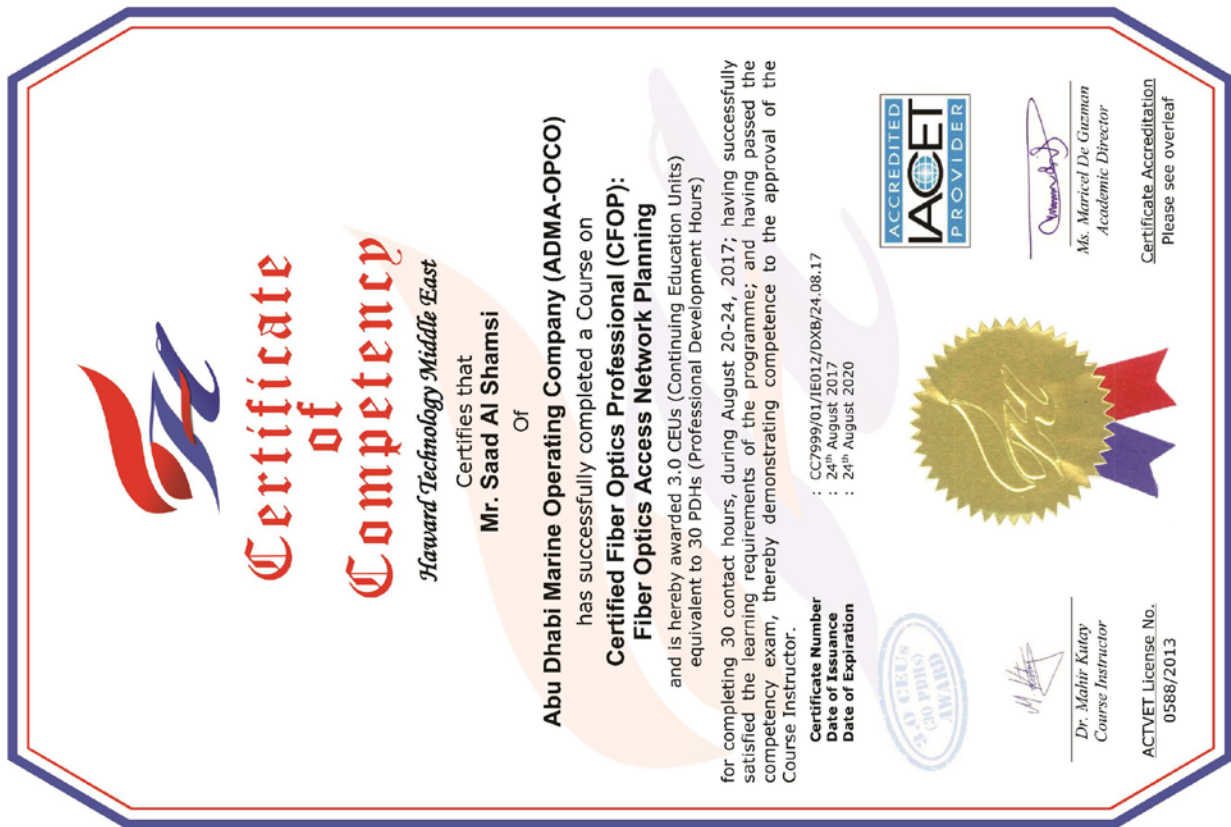 Certificate
of
Competency
Haward Technology Middle East
Certifies that
Mr. Saad Al Shamsi
Of
Abu Dhabi Marine Operating Company (ADMA-OPCO)
has successfully completed a Course on
Certified Fiber Optics Professional (CFOP):
Fiber Optics Access Network Planning
and is hereby awarded 3.0 CEUs (Continuing Education Units)
equivalent to 30 PDHs (Professional Development Hours)
for completing 30 contact hours, during August 20-24, 2017; having successfully
satisfied the learning requirements of the programme; and having passed the
competency exam, thereby demonstrating competence to the approval of the
Course Instructor.
Certificate Number : CC7999/01/IE012/DXB/24.08.17
Date of Issuance : 24th August 2017
Date of Expiration : 24th August 2020
3.0 CEUs
(30 PDHs)
AWARD
ACCREDITED
IACET
PROVIDER
Dr. Mahir Kutay
Course Instructor
Ms. Maricel De Guzman
Academic Director
ACTVET License No.
0588/2013
Certificate Accreditation
Please see overleaf